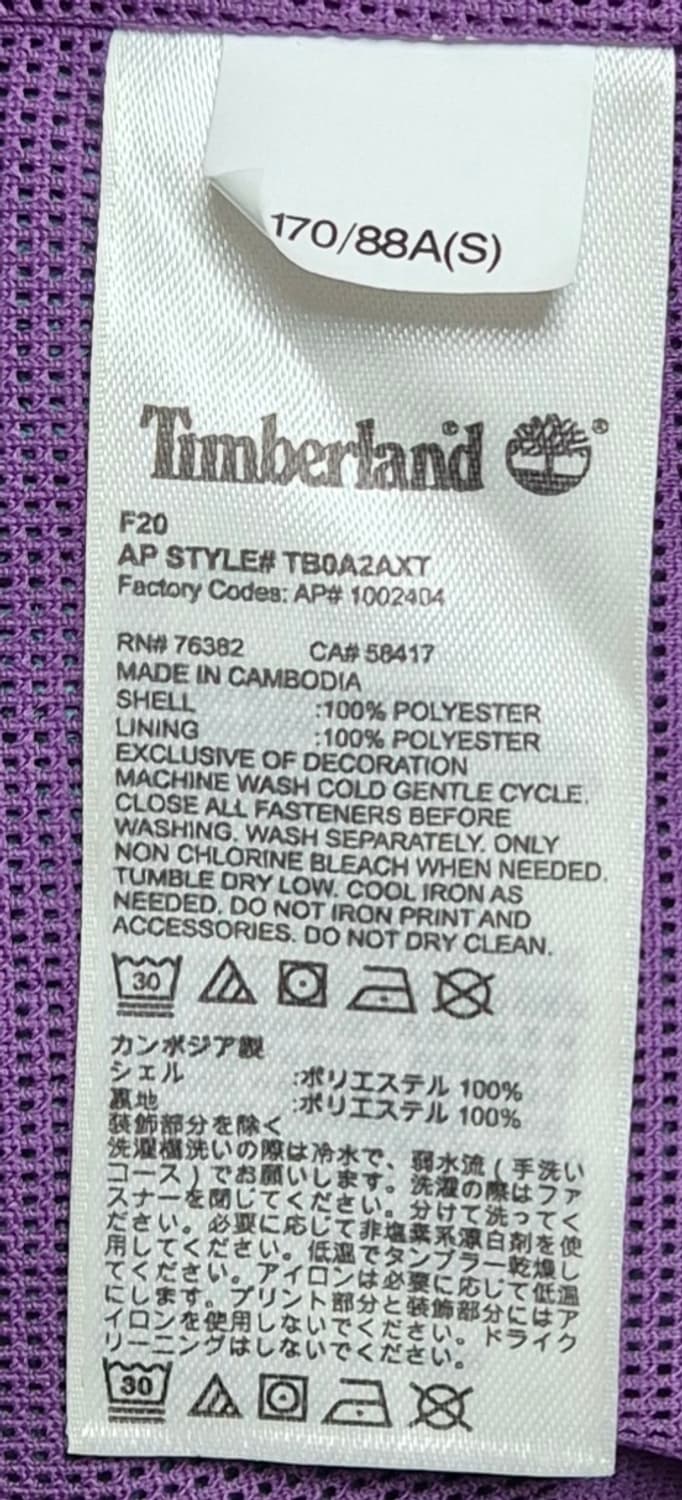 170/88A(S)
Timberland®
F20
AP STYLE# TB0A2AXT
Factory Codes: AP# 1002404
RN# 76382 CA# 58417
MADE IN CAMBODIA
SHELL :100% POLYESTER
LINING :100% POLYESTER
EXCLUSIVE OF DECORATION
MACHINE WASH COLD GENTLE CYCLE.
CLOSE ALL FASTENERS BEFORE
WASHING. WASH SEPARATELY. ONLY
NON CHLORINE BLEACH WHEN NEEDED.
TUMBLE DRY LOW. COOL IRON AS
NEEDED. DO NOT IRON PRINT AND
ACCESSORIES. DO NOT DRY CLEAN.
30
カンボジア製
シェル :ポリエステル 100%
裏地 :ポリエステル 100%
装飾部分を除く
洗濯機洗いの際は冷水で、弱水流(手洗い
コース)でお願いします。洗濯の際はファ
スナーを閉じてください。分けて洗ってく
ださい。必要に応じて非塩素系漂白剤を使
用してください。低温でタンブラー乾燥し
てください。アイロンは必要に応じて低温
にします。プリント部分と装飾部分にはア
イロンを使用しないでください。ドライク
リーニングはしないでください。
30